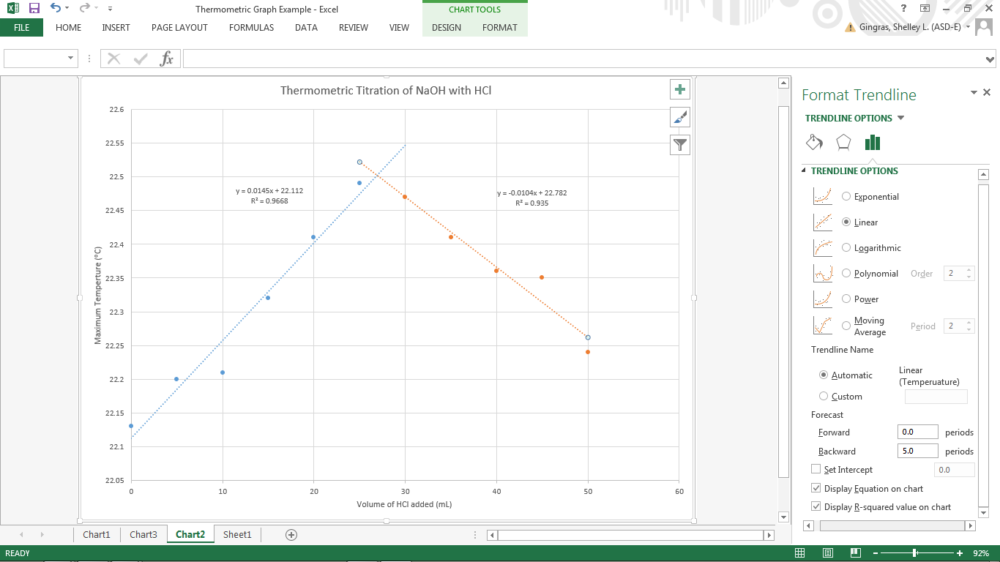 Thermometric Graph Example - Excel
CHART TOOLS
?
FILE
HOME
INSERT
PAGE LAYOUT
FORMULAS
DATA
REVIEW
VIEW
DESIGN
FORMAT
Gingras, Shelley L. (ASD-E)
fx
Thermometric Titration of NaOH with HCl
22.6
22.55
22.5
22.45
22.4
22.35
22.3
22.25
22.2
22.15
22.1
22.05
Maximum Temperture (°C)
y = 0.0145x + 22.112
R² = 0.9668
y = -0.0104x + 22.782
R² = 0.935
0 10 20 30 40 50 60
Volume of HCl added (mL)
Format Trendline
TRENDLINE OPTIONS
TRENDLINE OPTIONS
Exponential
Linear
Logarithmic
Polynomial Order 2
Power
Moving
Average Period 2
Trendline Name
Automatic Linear
(Temperuature)
Custom
Forecast
Forward 0.0 periods
Backward 5.0 periods
Set Intercept 0.0
Display Equation on chart
Display R-squared value on chart
Chart1 Chart3 Chart2 Sheet1
READY
92%